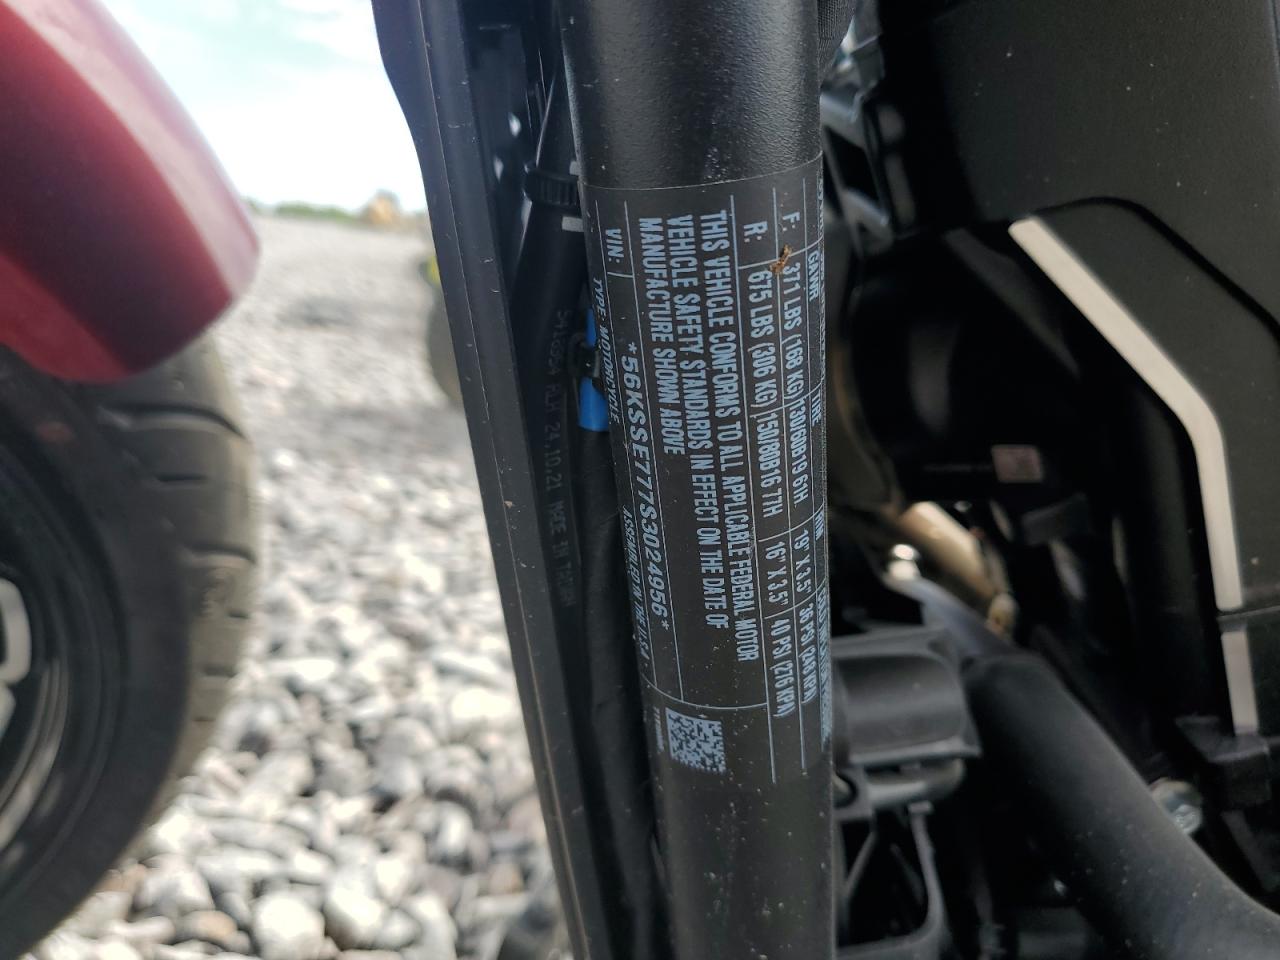 GAWR TIRE RIM
F: 371 LBS (168 KG) 130/60B19 61H 19" X 3.5" 36 PSI (248 KPA)
R: 675 LBS (306 KG) 150/80B16 77H 16" X 3.5" 40 PSI (276 KPA)
THIS VEHICLE CONFORMS TO ALL APPLICABLE FEDERAL MOTOR
VEHICLE SAFETY STANDARDS IN EFFECT ON THE DATE OF
MANUFACTURE SHOWN ABOVE
VIN: *56KSSE777S3024956*
TYPE: MOTORCYCLE ASSEMBLED IN THE U.S.A.
24.10.21 MADE IN